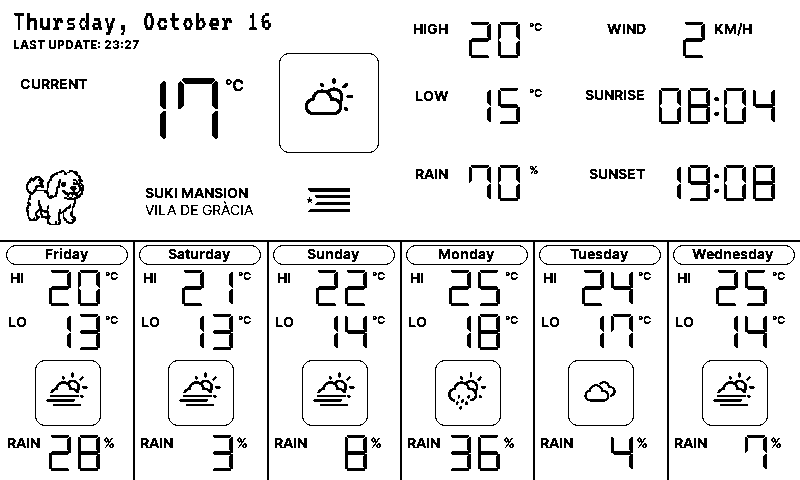 Thursday, October 16
LAST UPDATE: 23:27
CURRENT 17 °C
SUKI MANSION
VILA DE GRÀCIA
HIGH 20 °C
LOW 15 °C
RAIN 70 %
WIND 2 KM/H
SUNRISE 08:04
SUNSET 19:08
Friday
HI 20 °C
LO 13 °C
RAIN 28 %
Saturday
HI 21 °C
LO 13 °C
RAIN 3 %
Sunday
HI 22 °C
LO 14 °C
RAIN 8 %
Monday
HI 25 °C
LO 18 °C
RAIN 36 %
Tuesday
HI 24 °C
LO 17 °C
RAIN 4 %
Wednesday
HI 25 °C
LO 14 °C
RAIN 7 %